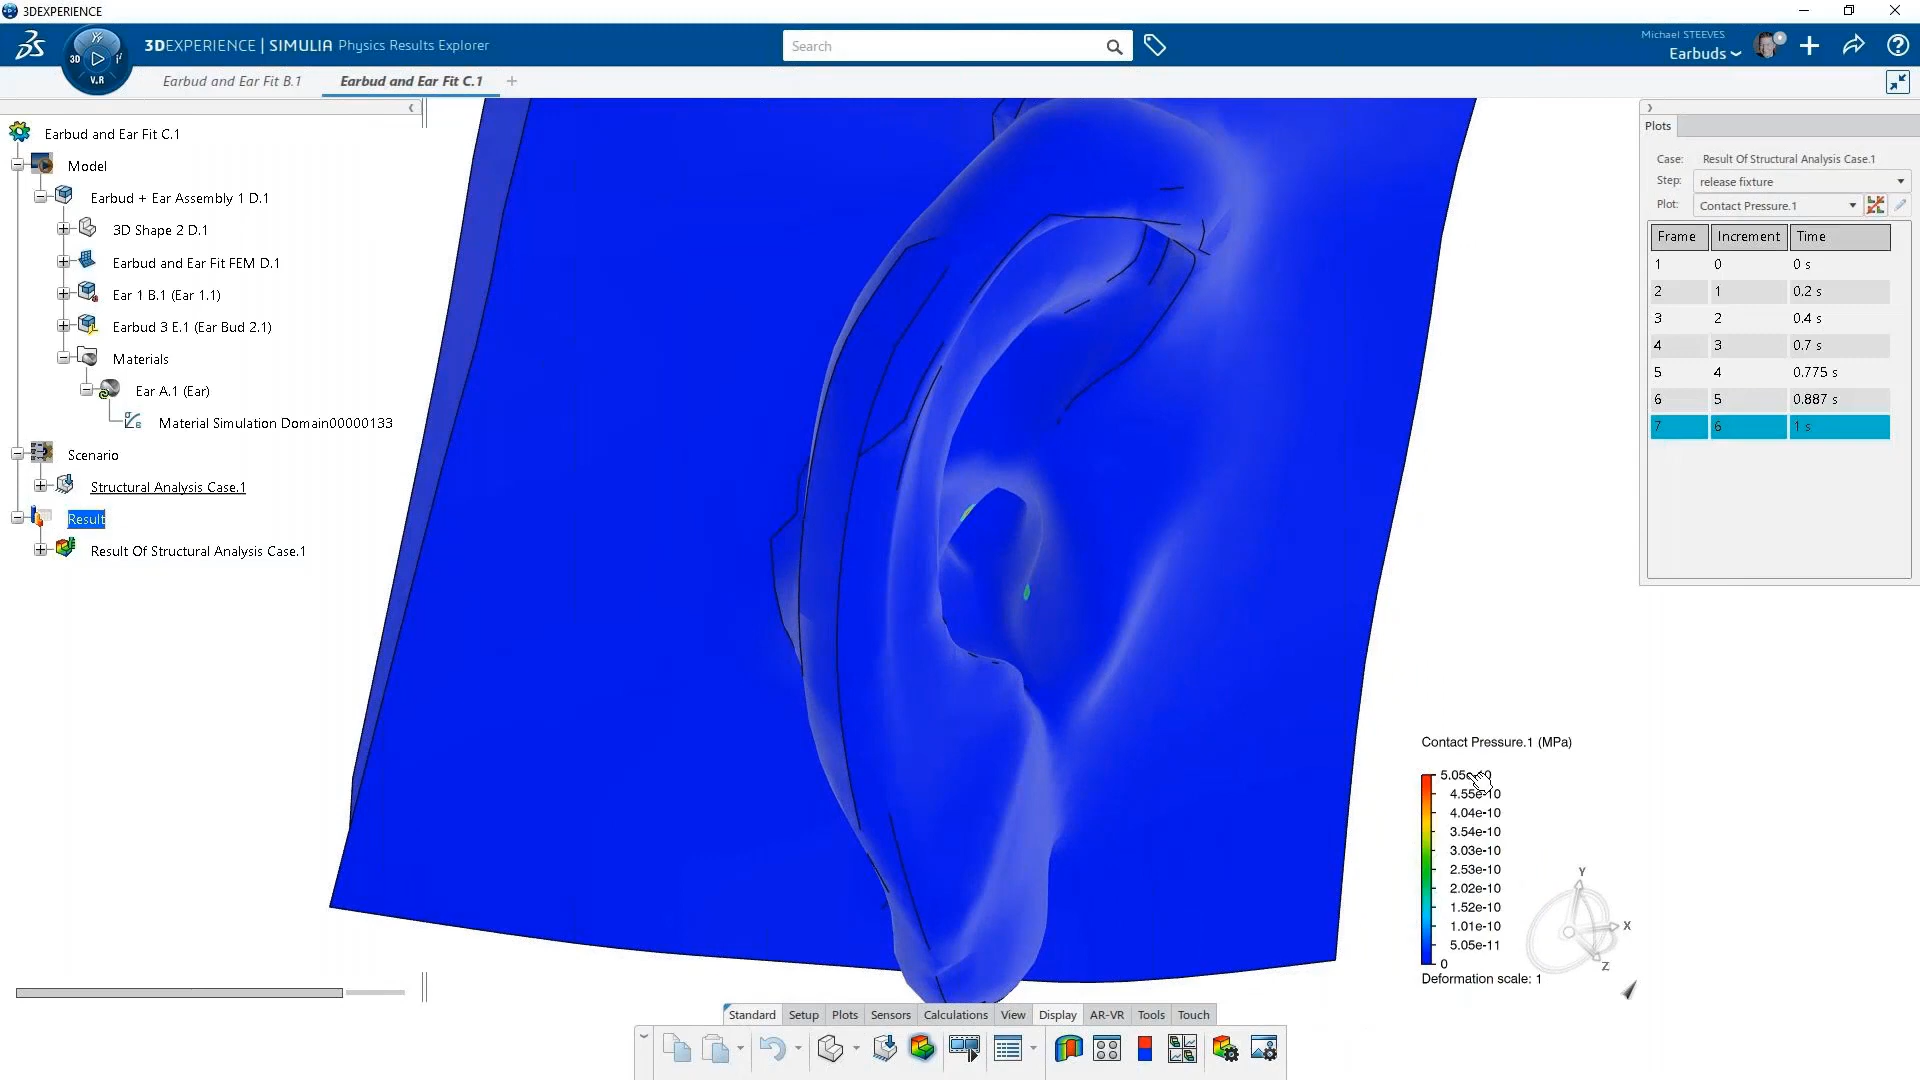 3DEXPERIENCE
3DEXPERIENCE | SIMULIA Physics Results Explorer
Search
Michael STEEVES
Earbuds
3D
V.R
Earbud and Ear Fit B.1
Earbud and Ear Fit C.1
Earbud and Ear Fit C.1
Model
Earbud + Ear Assembly 1 D.1
3D Shape 2 D.1
Earbud and Ear Fit FEM D.1
Ear 1 B.1 (Ear 1.1)
Earbud 3 E.1 (Ear Bud 2.1)
Materials
Ear A.1 (Ear)
Material Simulation Domain00000133
Scenario
Structural Analysis Case.1
Result
Result Of Structural Analysis Case.1
Plots
Case: Result Of Structural Analysis Case.1
Step: release fixture
Plot: Contact Pressure.1
Frame Increment Time
1 0 0 s
2 1 0.2 s
3 2 0.4 s
4 3 0.7 s
5 4 0.775 s
6 5 0.887 s
7 6 1 s
Contact Pressure.1 (MPa)
4.55e-10
4.04e-10
3.54e-10
3.03e-10
2.53e-10
2.02e-10
1.52e-10
1.01e-10
5.05e-11
0
Deformation scale: 1
Y
X
Z
Standard Setup Plots Sensors Calculations View Display AR-VR Tools Touch